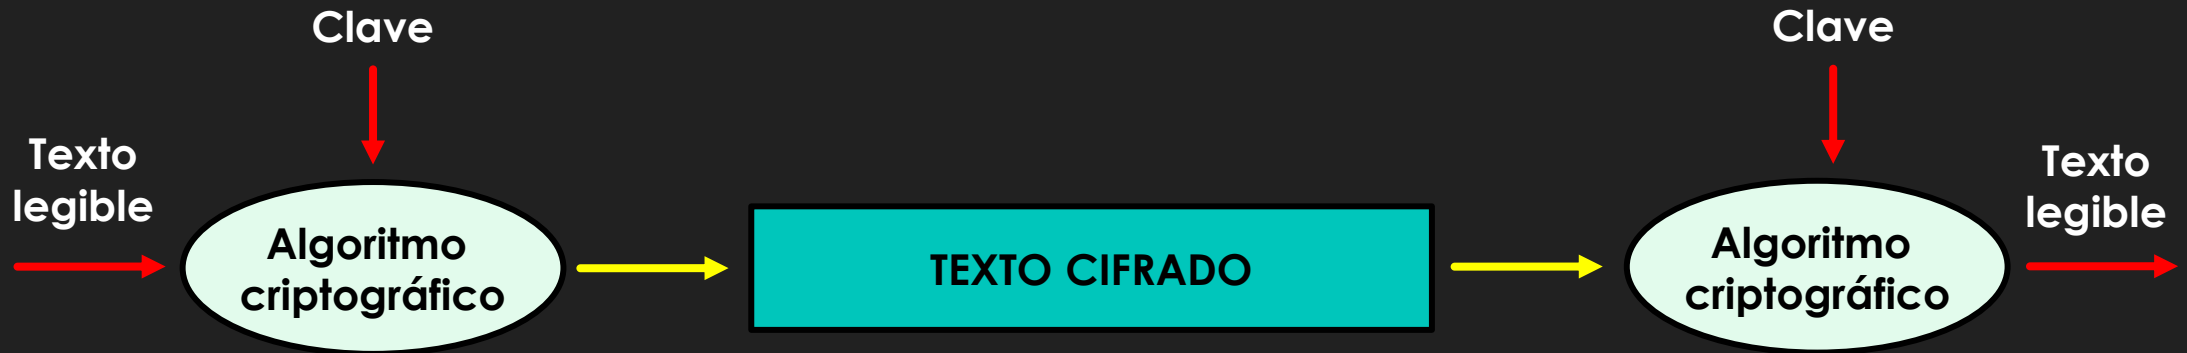 Clave
Texto
legible
Algoritmo
criptográfico
TEXTO CIFRADO
Clave
Algoritmo
criptográfico
Texto
legible